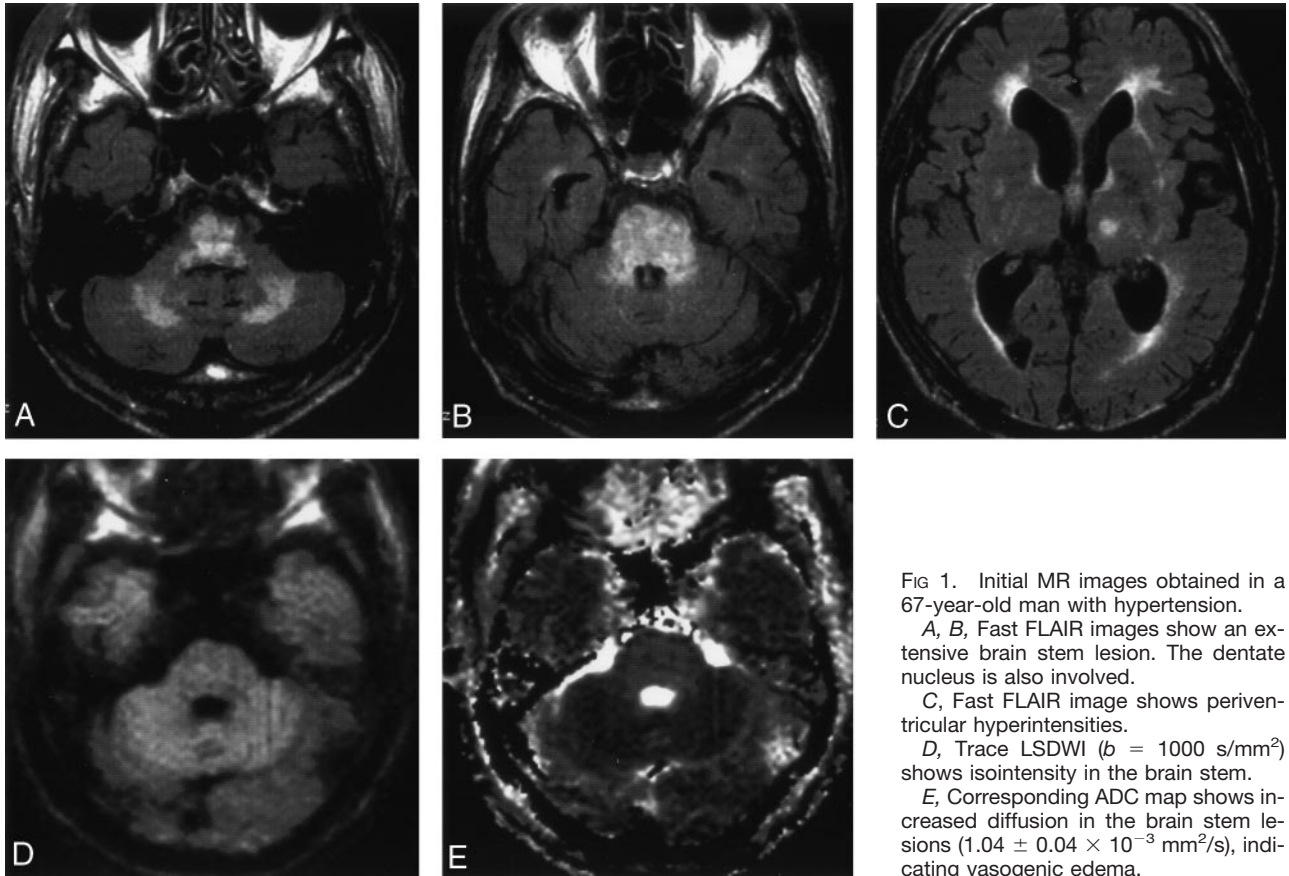 A
B
C
D
E
FIG 1. Initial MR images obtained in a
67-year-old man with hypertension.
A, B, Fast FLAIR images show an ex-
tensive brain stem lesion. The dentate
nucleus is also involved.
C, Fast FLAIR image shows periven-
tricular hyperintensities.
D, Trace LSDWI (b = 1000 s/mm²)
shows isointensity in the brain stem.
E, Corresponding ADC map shows in-
creased diffusion in the brain stem le-
sions (1.04 ± 0.04 × 10⁻³ mm²/s), indi-
cating vasogenic edema.